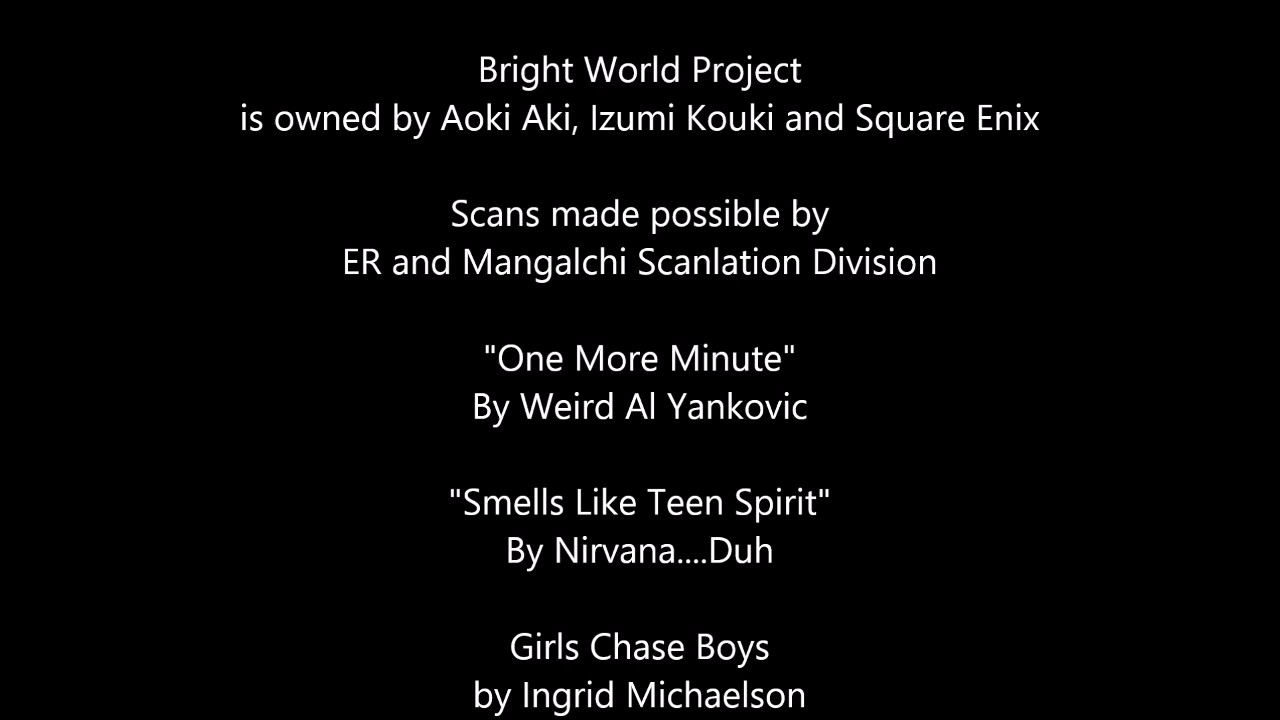 Bright World Project
is owned by Aoki Aki, Izumi Kouki and Square Enix
Scans made possible by
ER and Mangalchi Scanlation Division
"One More Minute"
By Weird Al Yankovic
"Smells Like Teen Spirit"
By Nirvana....Duh
Girls Chase Boys
by Ingrid Michaelson